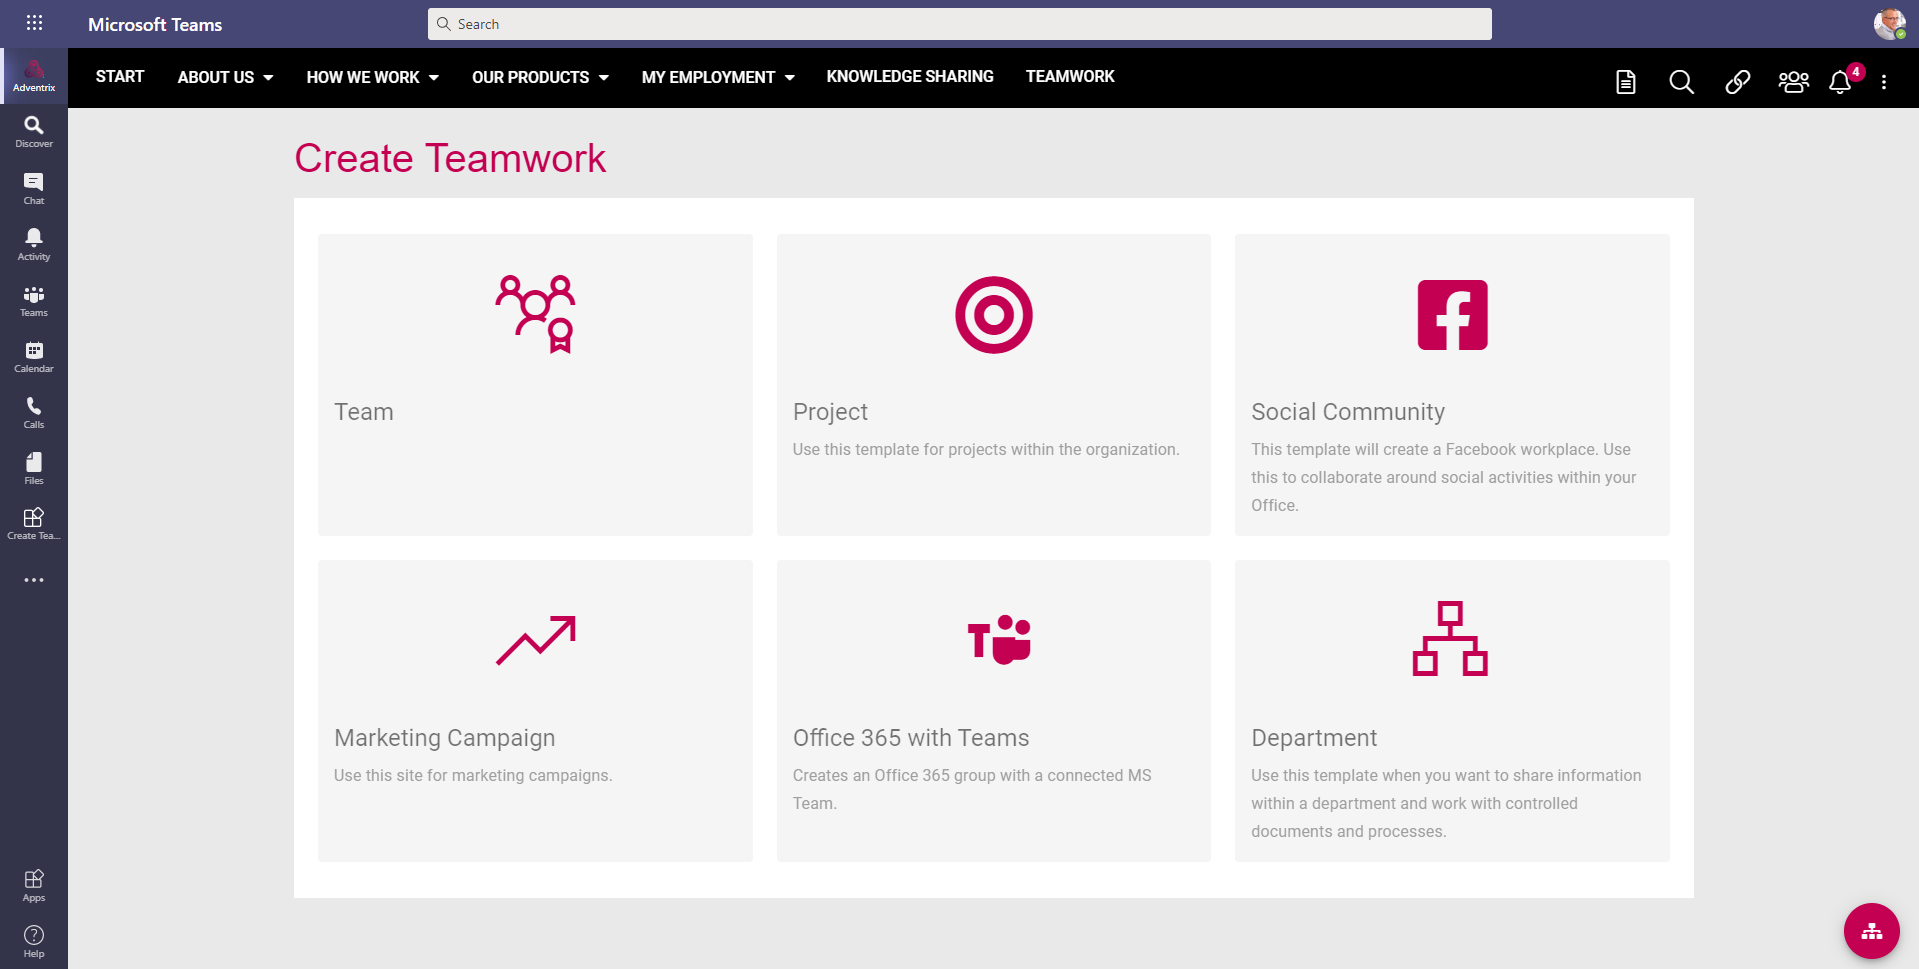 Microsoft Teams
Search
Adventrix
START
ABOUT US
HOW WE WORK
OUR PRODUCTS
MY EMPLOYMENT
KNOWLEDGE SHARING
TEAMWORK
4
Discover
Chat
Activity
Teams
Calendar
Calls
Files
Create Tea...
Apps
Help
Create Teamwork
Team
Project
Use this template for projects within the organization.
Social Community
This template will create a Facebook workplace. Use
this to collaborate around social activities within your
Office.
Marketing Campaign
Use this site for marketing campaigns.
Office 365 with Teams
Creates an Office 365 group with a connected MS
Team.
Department
Use this template when you want to share information
within a department and work with controlled
documents and processes.